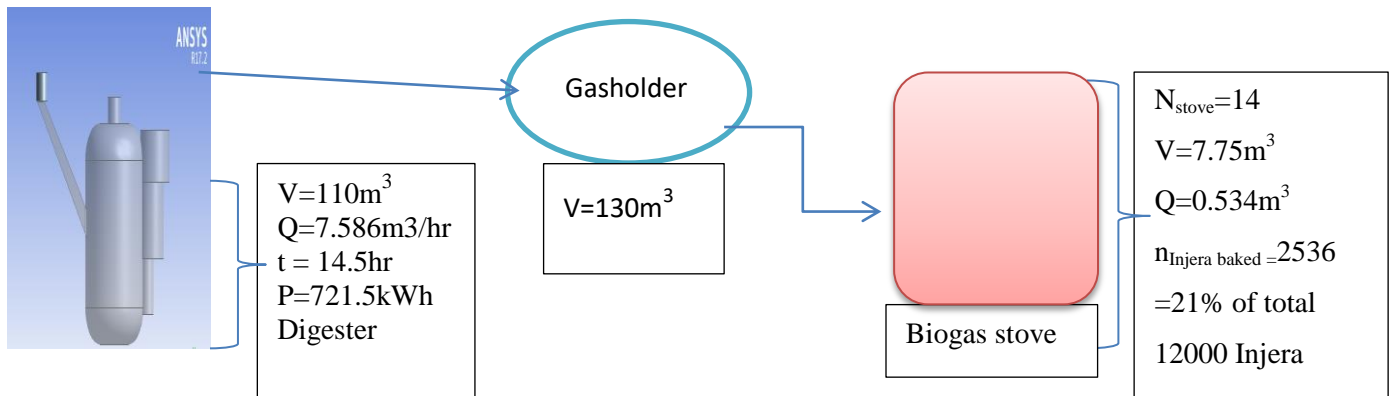 ANSYS
R17.2
V=110m³
Q=7.586m3/hr
t = 14.5hr
P=721.5kWh
Digester
Gasholder
V=130m³
Biogas stove
Nstove=14
V=7.75m³
Q=0.534m³
nInjera baked =2536
=21% of total
12000 Injera